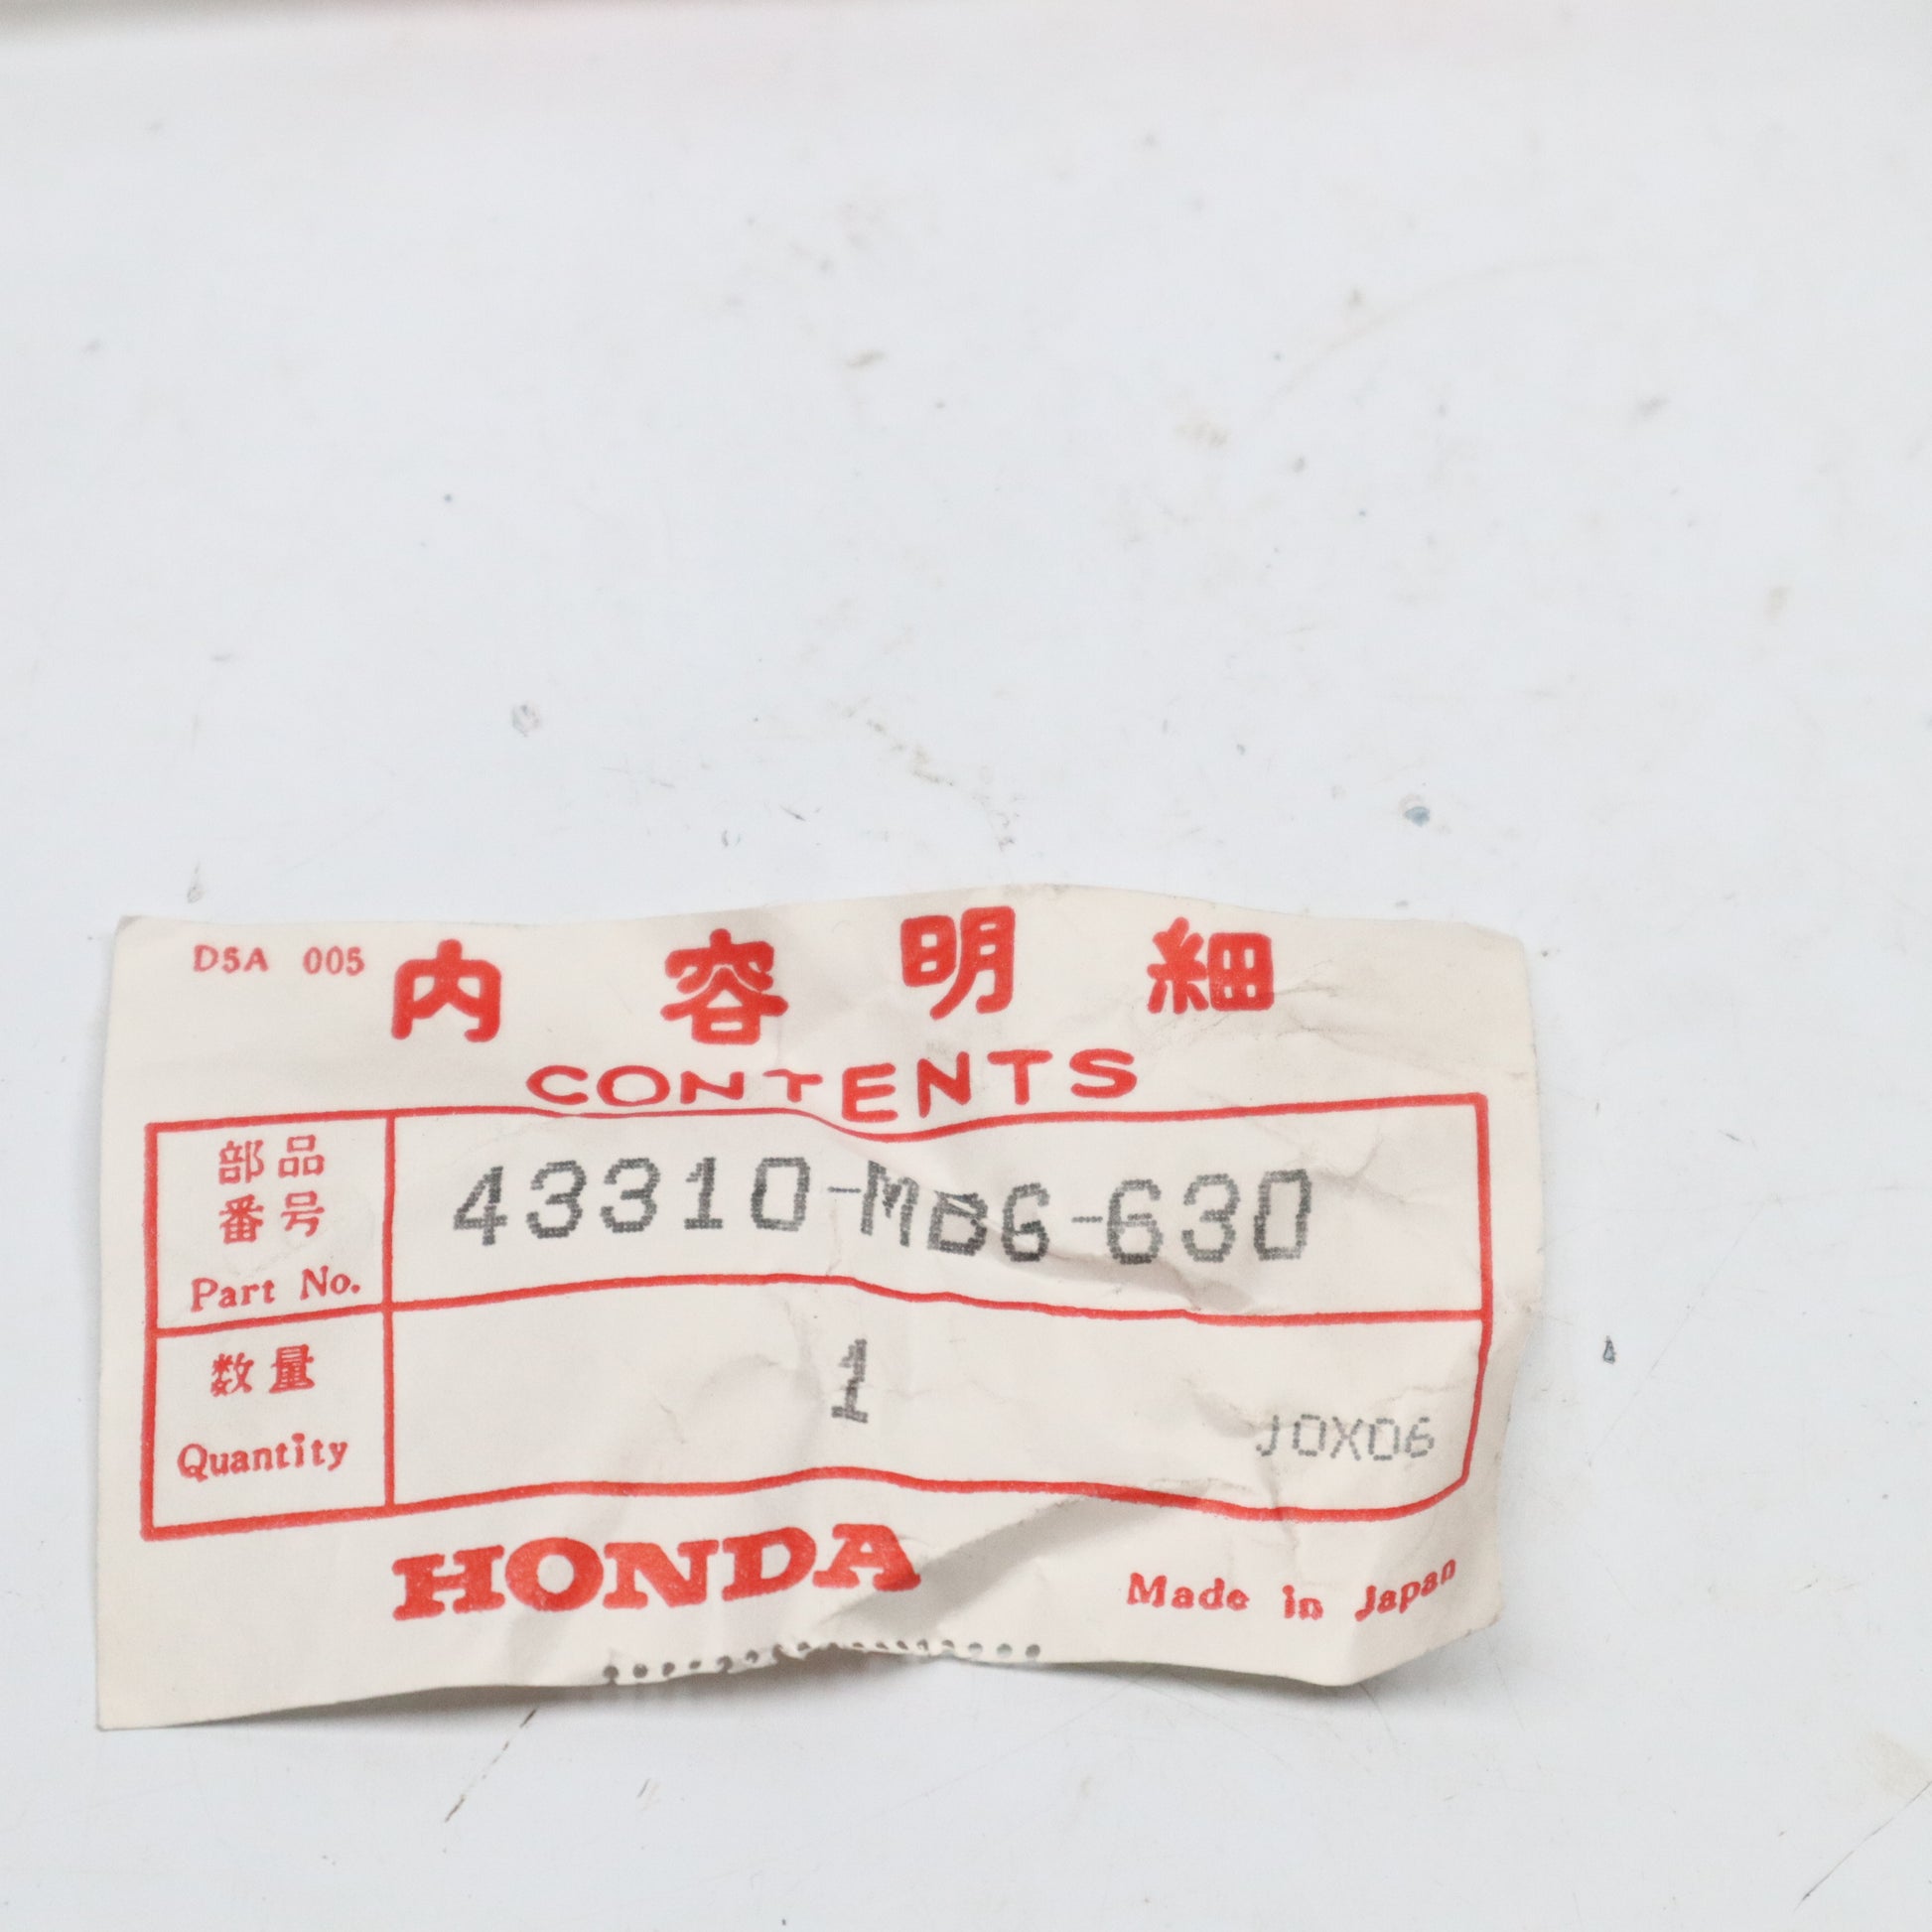 DSA 005
内容明細
CONTENTS
部品
番号
Part No.
43310-MB6-630
数量
Quantity
1
J0X06
HONDA
Made in Japan